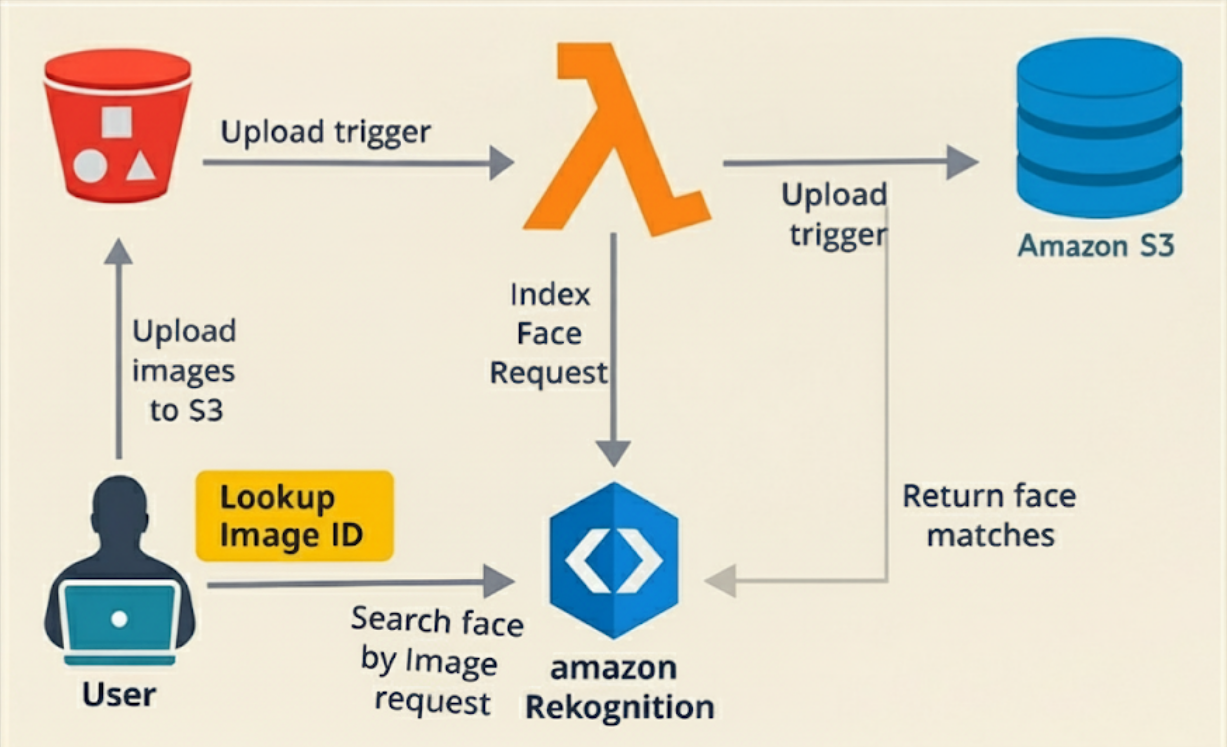 Upload trigger
Upload
trigger
Amazon S3
Index
Face
Request
Upload
images
to S3
Lookup
Image ID
Return face
matches
Search face
by Image
request
User
amazon
Rekognition